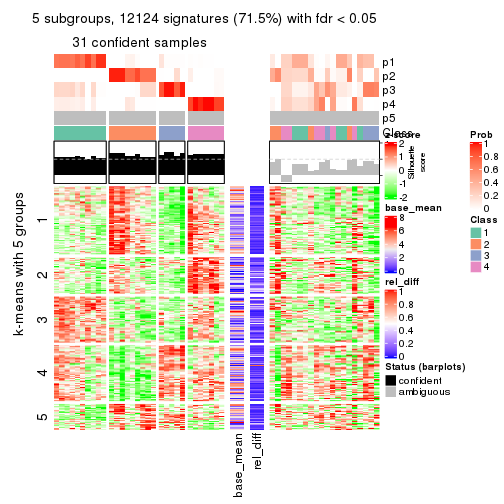 5 subgroups, 12124 signatures (71.5%) with fdr < 0.05
31 confident samples
p1
p2
p3
p4
p5
Class
z-score
2
1
0
-1
-2
Silhouette
score
base_mean
8
6
4
2
0
rel_diff
1
0.8
0.6
0.4
0.2
0
Status (barplots)
confident
ambiguous
Prob
1
0.8
0.6
0.4
0.2
0
Class
1
2
3
4
k-means with 5 groups
1
2
3
4
5
base_mean
rel_diff